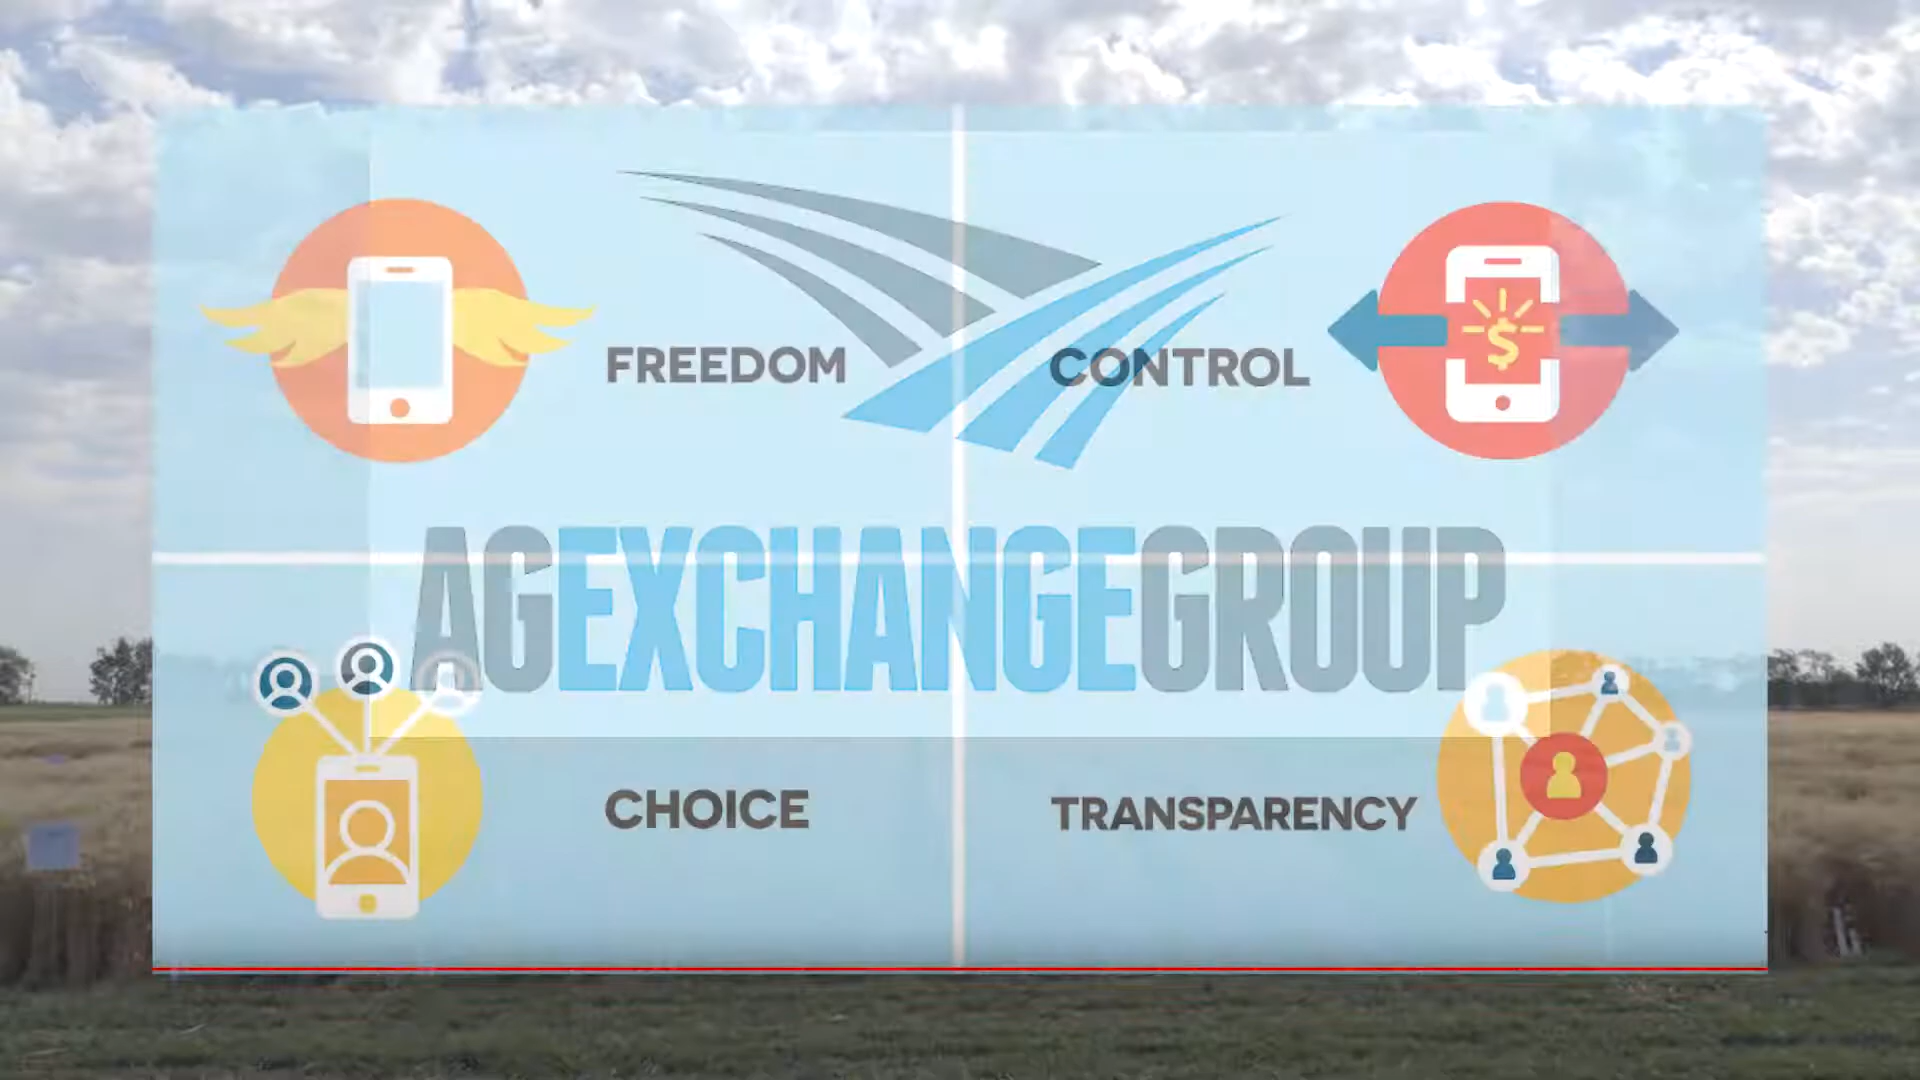 FREEDOM
CONTROL
$
AGEXCHANGEGROUP
CHOICE
TRANSPARENCY